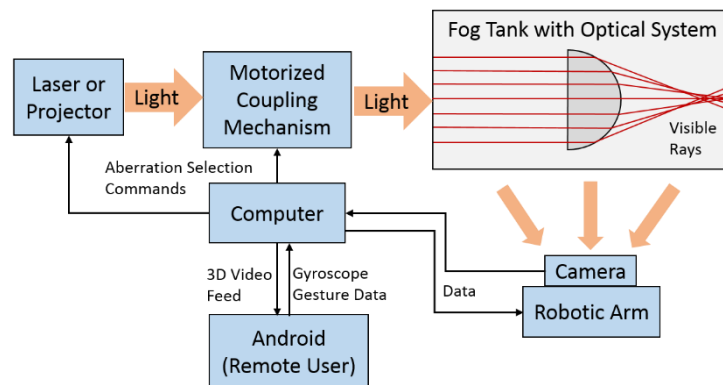 Fog Tank with Optical System
Laser or
Projector
Light
Motorized
Coupling
Mechanism
Light
Visible
Rays
Aberration Selection
Commands
Computer
3D Video
Feed
Gyroscope
Gesture Data
Data
Camera
Robotic Arm
Android
(Remote User)